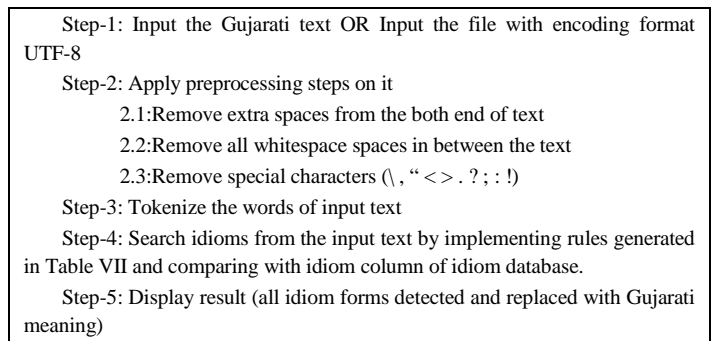 Step-1: Input the Gujarati text OR Input the file with encoding format
UTF-8
Step-2: Apply preprocessing steps on it
2.1:Remove extra spaces from the both end of text
2.2:Remove all whitespace spaces in between the text
2.3:Remove special characters (\ , “ < > . ? ; : !)
Step-3: Tokenize the words of input text
Step-4: Search idioms from the input text by implementing rules generated
in Table VII and comparing with idiom column of idiom database.
Step-5: Display result (all idiom forms detected and replaced with Gujarati
meaning)